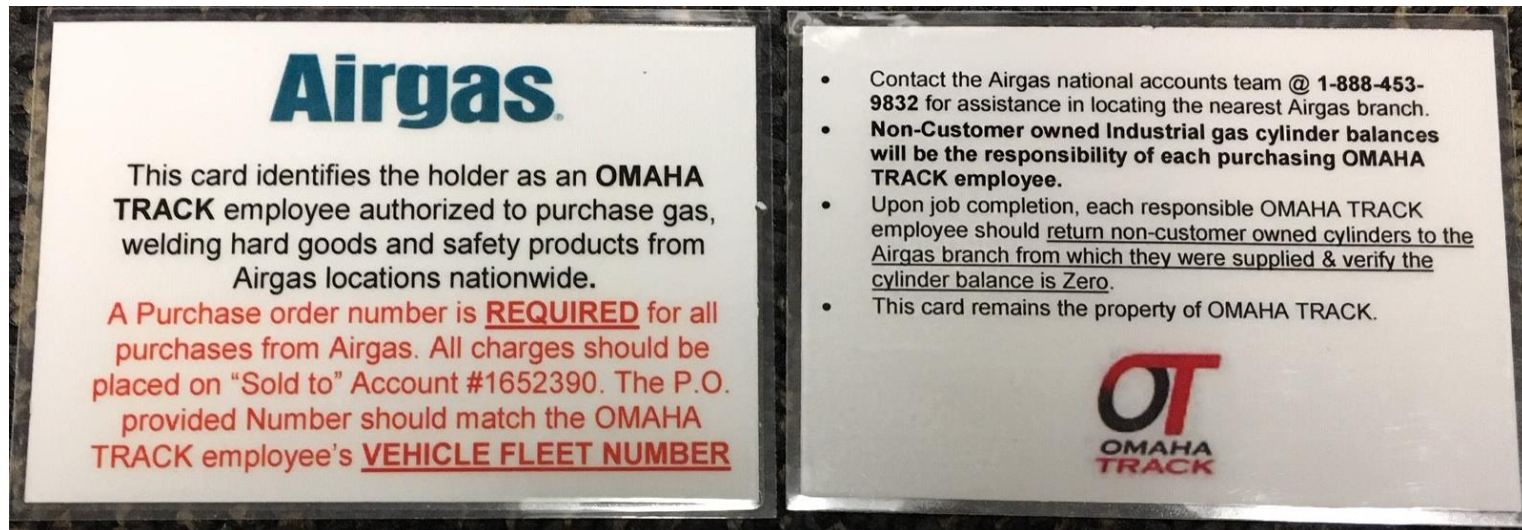 Airgas
This card identifies the holder as an OMAHA
TRACK employee authorized to purchase gas,
welding hard goods and safety products from
Airgas locations nationwide.
A Purchase order number is REQUIRED for all
purchases from Airgas. All charges should be
placed on “Sold to” Account #1652390. The P.O.
provided Number should match the OMAHA
TRACK employee’s VEHICLE FLEET NUMBER
• Contact the Airgas national accounts team @ 1-888-453-
9832 for assistance in locating the nearest Airgas branch.
• Non-Customer owned Industrial gas cylinder balances
will be the responsibility of each purchasing OMAHA
TRACK employee.
• Upon job completion, each responsible OMAHA TRACK
employee should return non-customer owned cylinders to the
Airgas branch from which they were supplied & verify the
cylinder balance is Zero.
• This card remains the property of OMAHA TRACK.
OT
OMAHA
TRACK